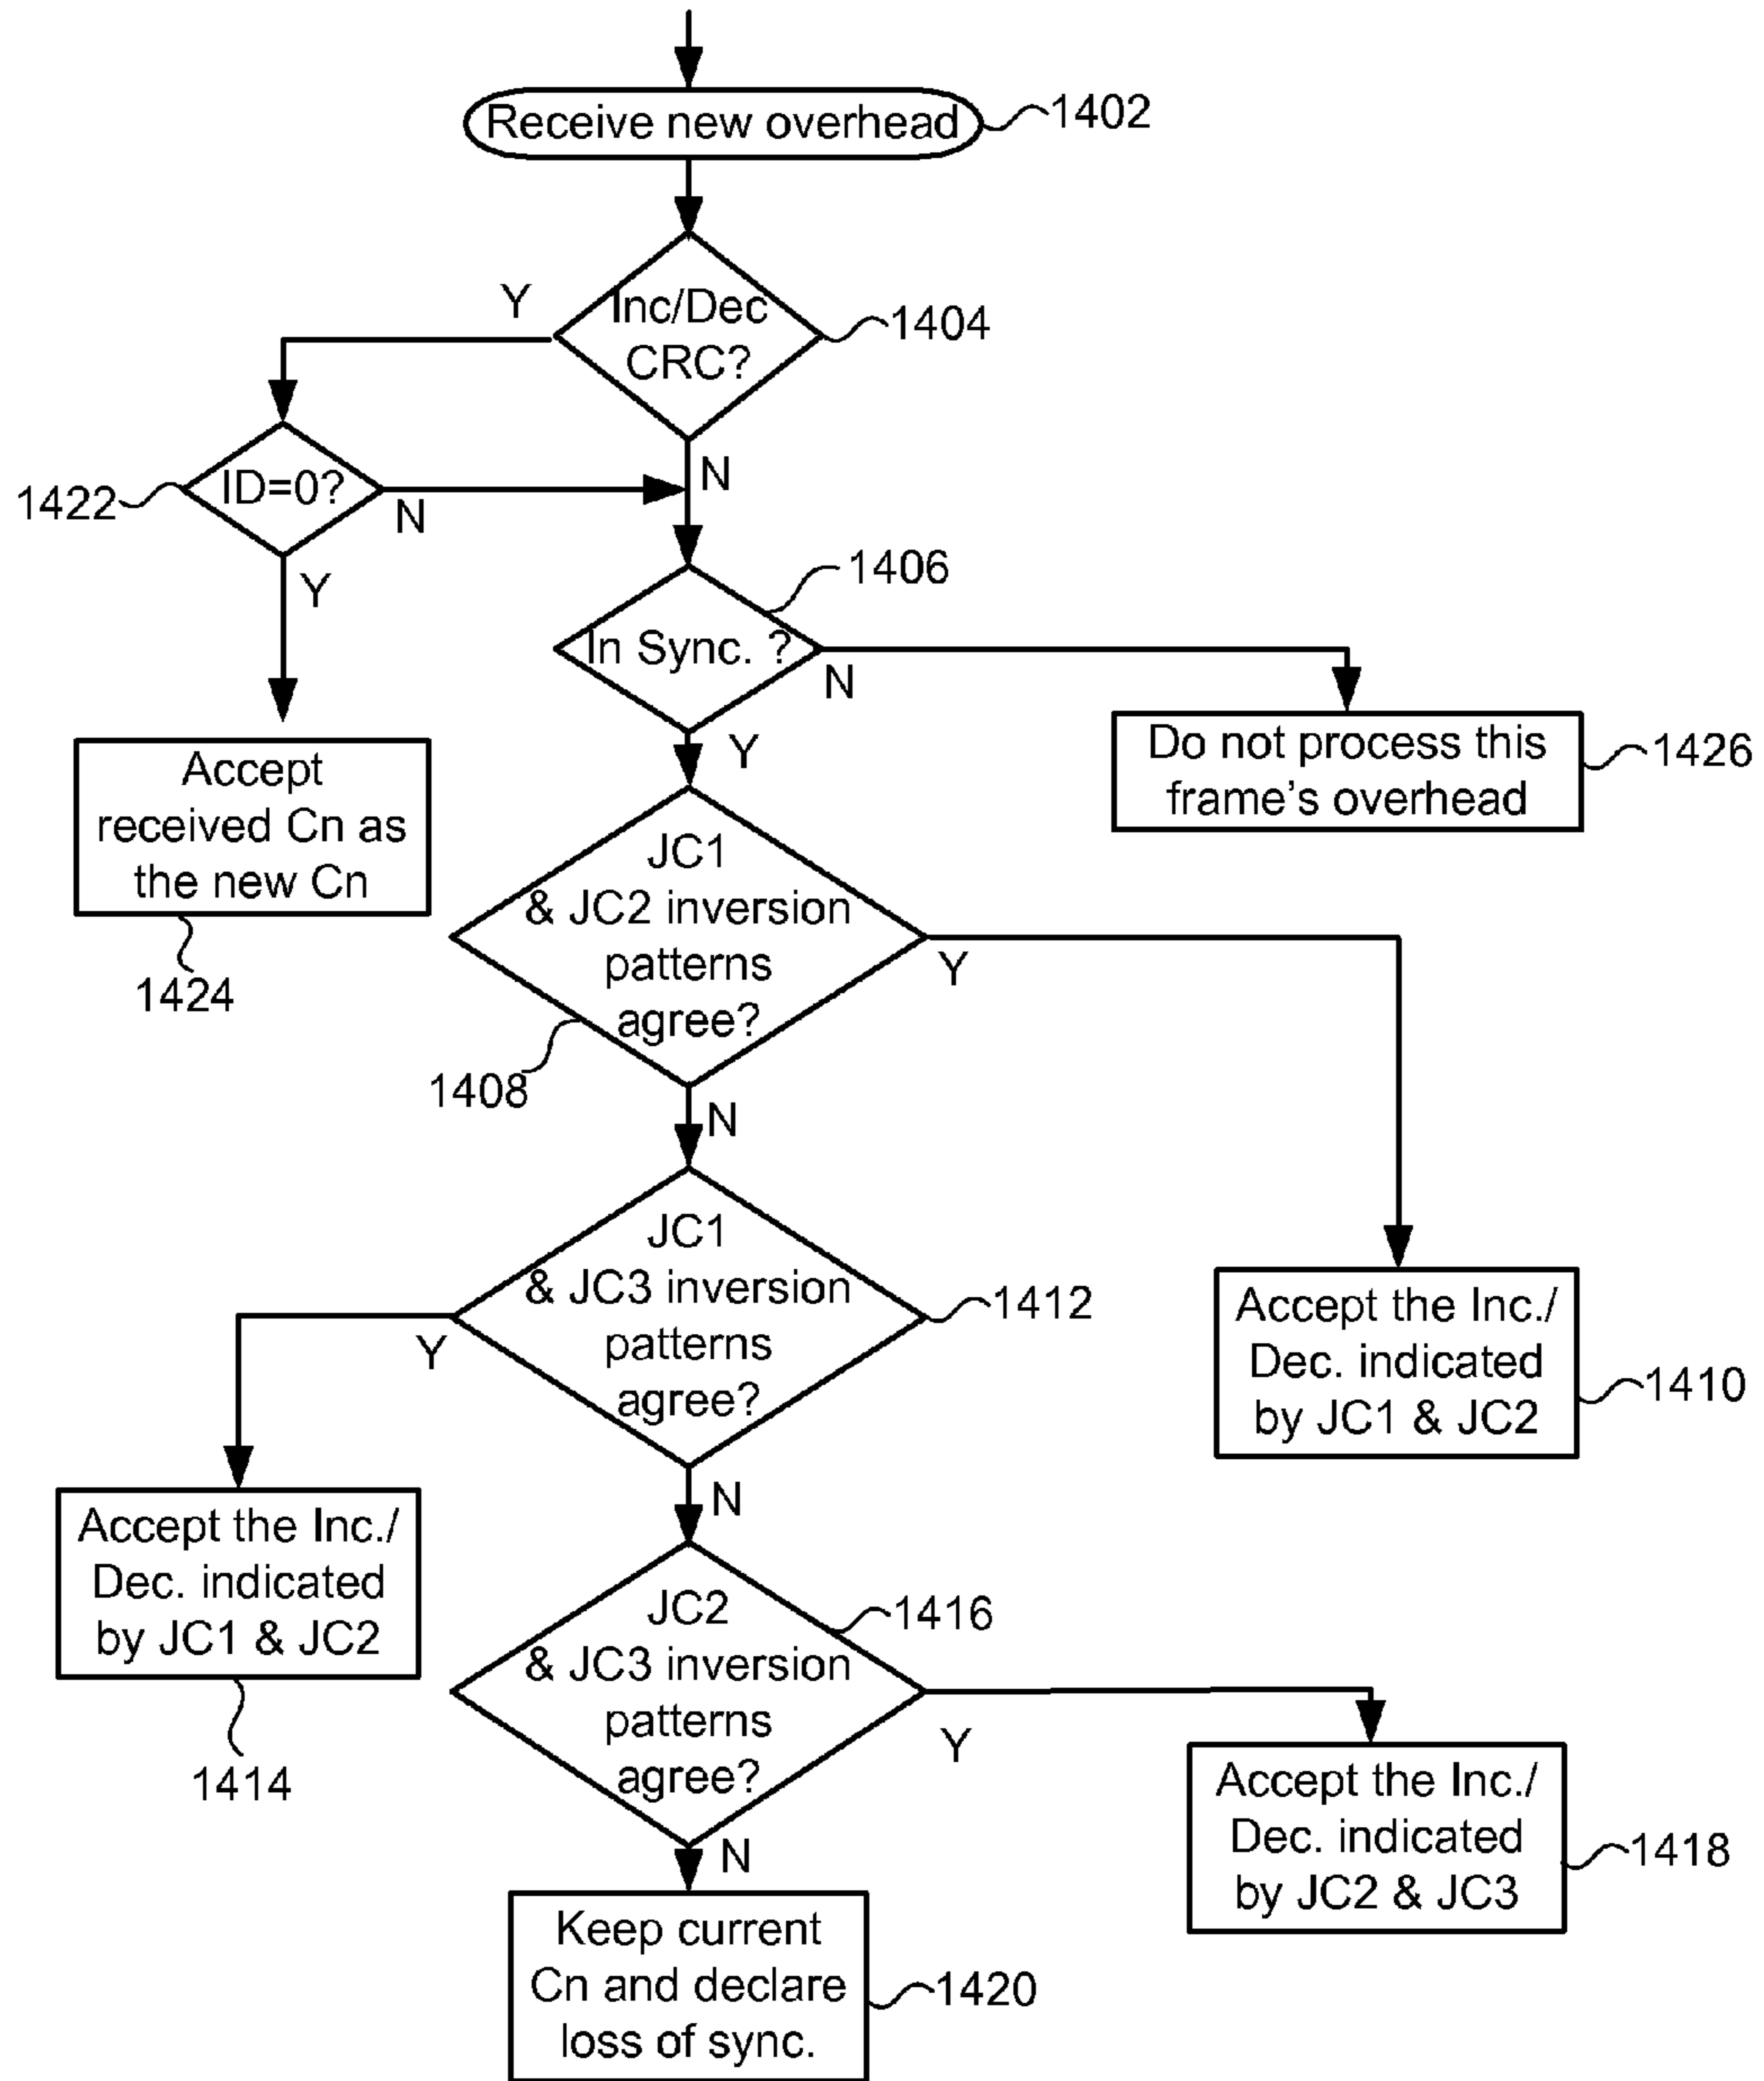 Receive new overhead
1402
Inc/Dec
CRC?
1404
Y
N
ID=0?
1422
N
Y
Accept
received Cn as
the new Cn
1424
In Sync. ?
1406
N
Y
Do not process this
frame's overhead
1426
JC1
& JC2 inversion
patterns
agree?
1408
Y
N
Accept the Inc./
Dec. indicated
by JC1 & JC2
1410
JC1
& JC3 inversion
patterns
agree?
1412
Y
N
Accept the Inc./
Dec. indicated
by JC1 & JC2
1414
JC2
& JC3 inversion
patterns
agree?
1416
Y
N
Accept the Inc./
Dec. indicated
by JC2 & JC3
1418
Keep current
Cn and declare
loss of sync.
1420